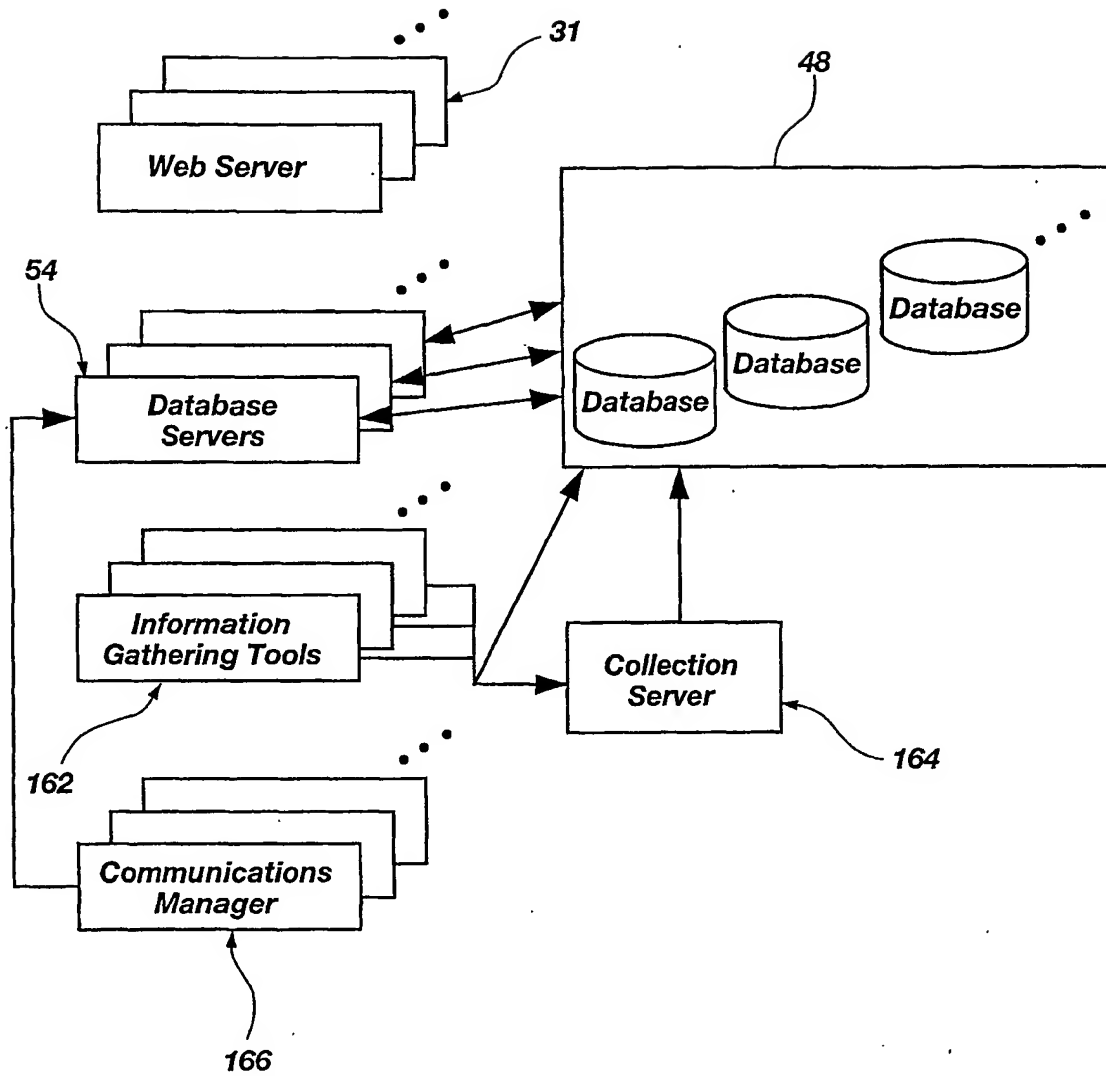 31
48
Web Server
54
Database
Database
Database
Database
Servers
Information
Gathering Tools
Collection
Server
162
164
Communications
Manager
166